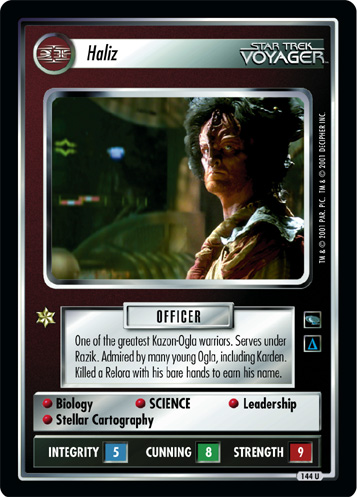 Haliz
STAR TREK
VOYAGER
TM & © 2001 PAR. PIC. TM & © 2001 DECIPHER INC.
OFFICER
One of the greatest Kazon-Ogla warriors. Serves under
Razik. Admired by many young Ogla, including Karden.
Killed a Relora with his bare hands to earn his name.
Biology SCIENCE Leadership
Stellar Cartography
INTEGRITY 5 CUNNING 8 STRENGTH 9
144 U